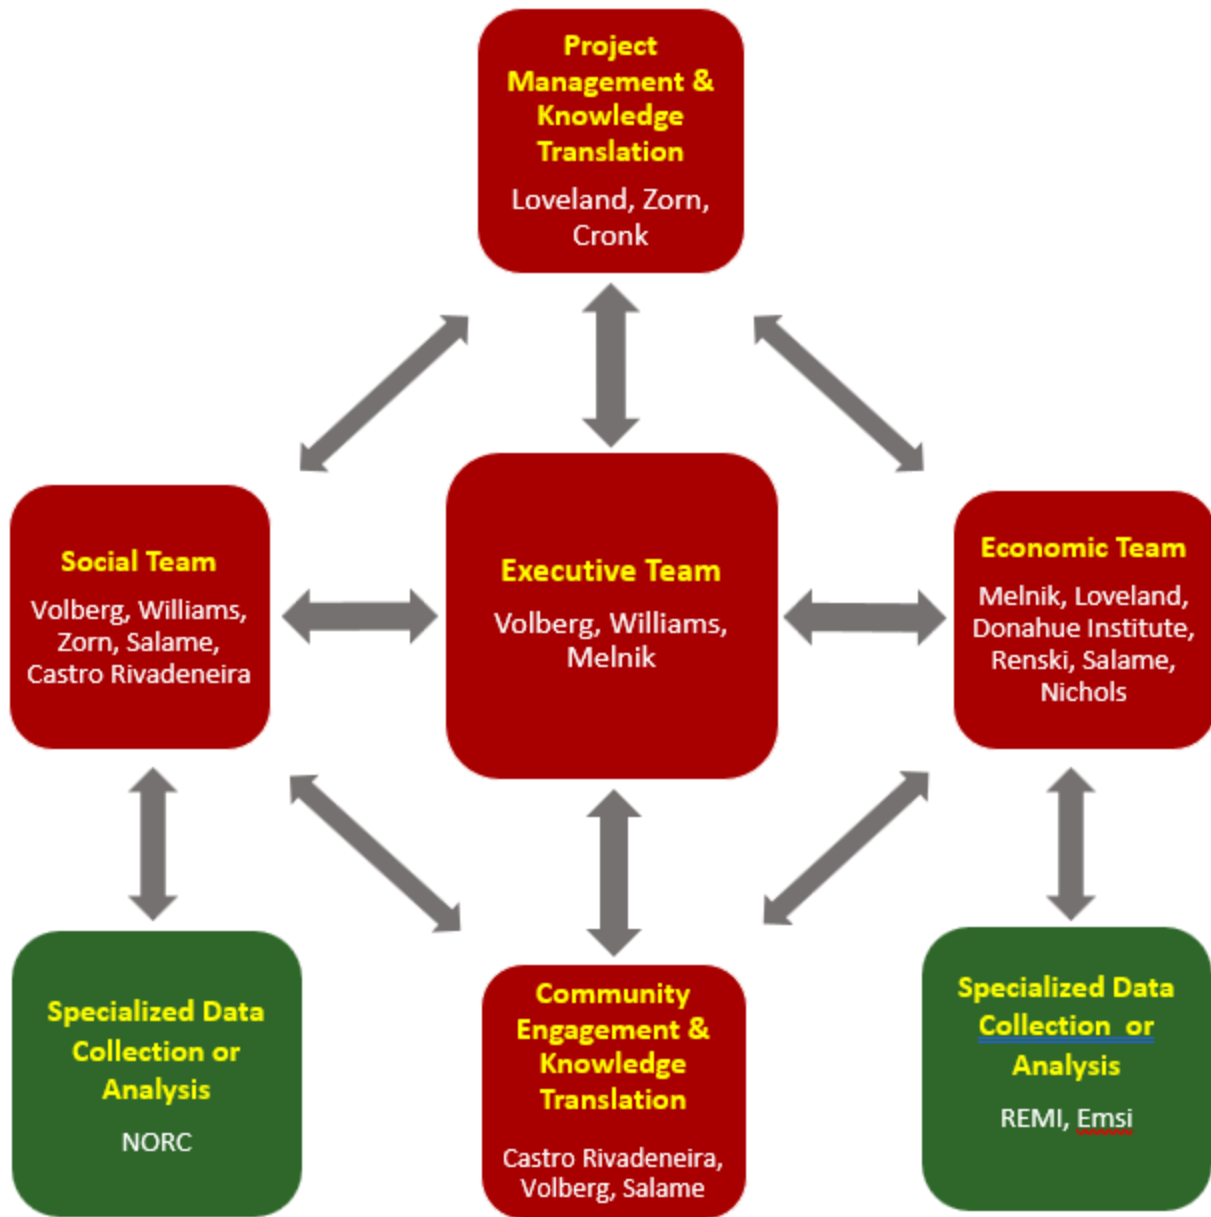 Project
Management &
Knowledge
Translation
Loveland, Zorn,
Cronk
Social Team
Volberg, Williams,
Zorn, Salame,
Castro Rivadeneira
Executive Team
Volberg, Williams,
Melnik
Economic Team
Melnik, Loveland,
Donahue Institute,
Renski, Salame,
Nichols
Specialized Data
Collection or
Analysis
NORC
Community
Engagement &
Knowledge
Translation
Castro Rivadeneira,
Volberg, Salame
Specialized Data
Collection  or
Analysis
REMI, Emsi